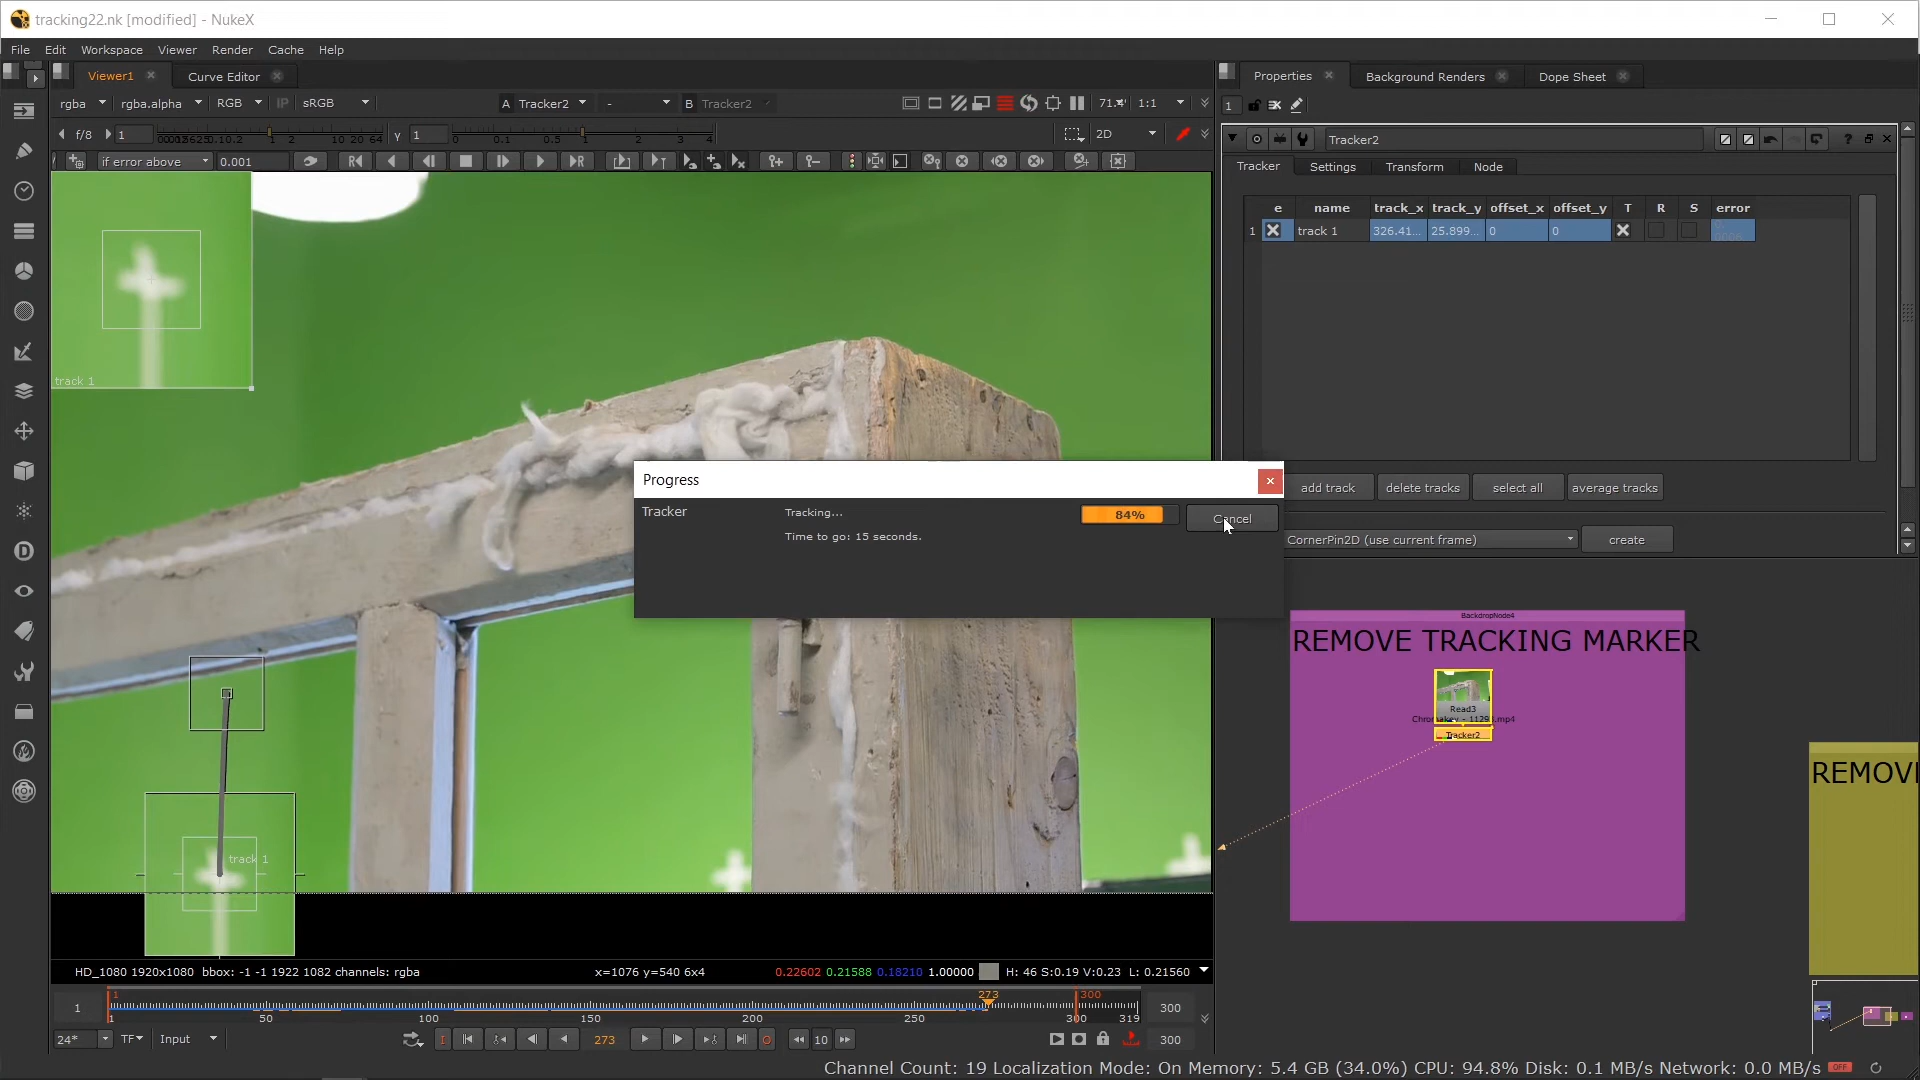 tracking22.nk [modified] - NukeX
File Edit Workspace Viewer Render Cache Help
Viewer1 Curve Editor
rgba rgba.alpha RGB IP sRGB A Tracker2 - B Tracker2 1:1
f/8 1 Y 1 2D
if error above 0.001
track 1
track 1
HD_1080 1920x1080 bbox: -1 -1 1922 1082 channels: rgba x=1076 y=540 6x4 0.22602 0.21588 0.18210 1.00000 H: 46 S:0.19 V:0.23 L: 0.21560
1 273 300
1 300
1 50 100 150 200 250 300 319
24* TF Input 273 10 300
Progress
Tracker Tracking... 84% Cancel
Time to go: 15 seconds.
Properties Background Renders Dope Sheet
1
Tracker2
Tracker Settings Transform Node
e name track_x track_y offset_x offset_y T R S error
1 track 1 326.41... 25.899... 0 0
add track delete tracks select all average tracks
CornerPin2D (use current frame) create
BackdropNode4
REMOVE TRACKING MARKER
Read3
Tracker2
REMOV
Channel Count: 19 Localization Mode: On Memory: 5.4 GB (34.0%) CPU: 94.8% Disk: 0.1 MB/s Network: 0.0 MB/s OFF